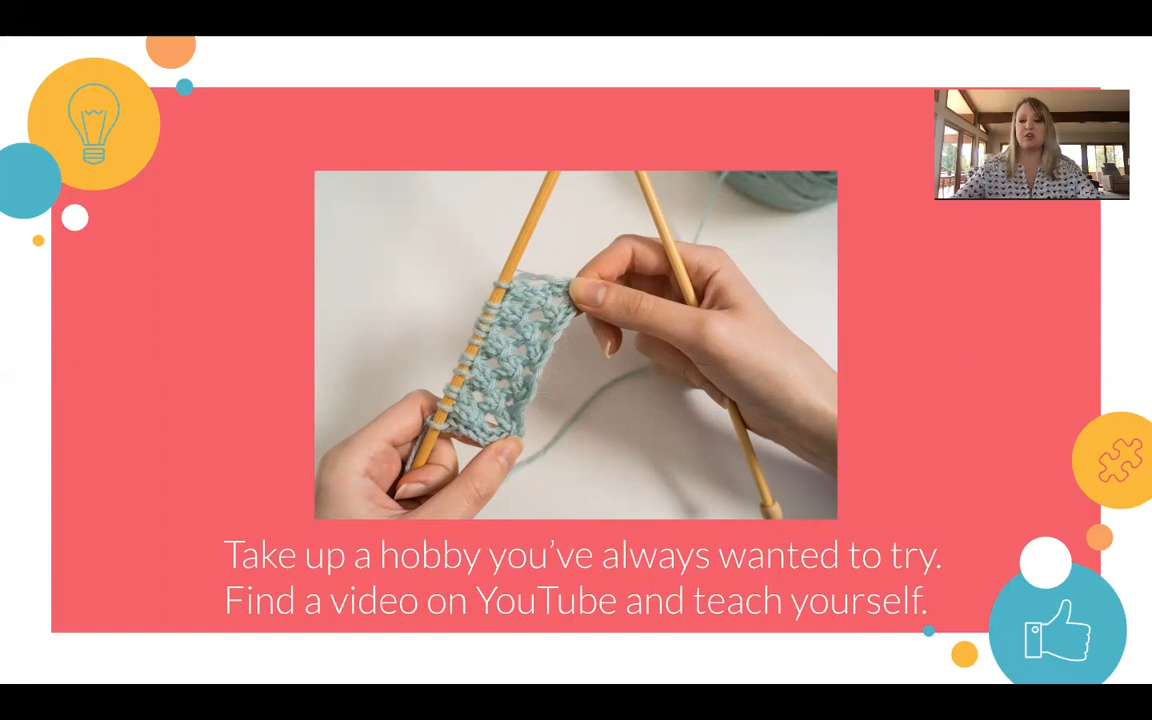 Take up a hobby you’ve always wanted to try.
Find a video on YouTube and teach yourself.